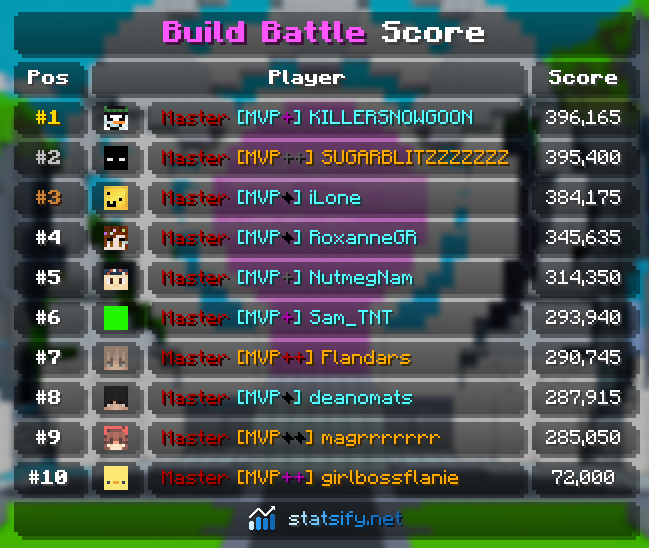 Build Battle Score
Pos Player Score
#1 Master [MVP+] KILLERSNOWGOON 396,165
#2 Master [MVP++] SUGARBLITZZZZZZZ 395,400
#3 Master [MVP+] iLone 384,175
#4 Master [MVP+] RoxanneGR 345,635
#5 Master [MVP+] NutmegNam 314,350
#6 Master [MVP+] Sam_TNT 293,940
#7 Master [MVP++] Flandars 290,745
#8 Master [MVP+] deanomats 287,915
#9 Master [MVP++] magrrrrrrr 285,050
#10 Master [MVP++] girlbossflanie 72,000
statsify.net